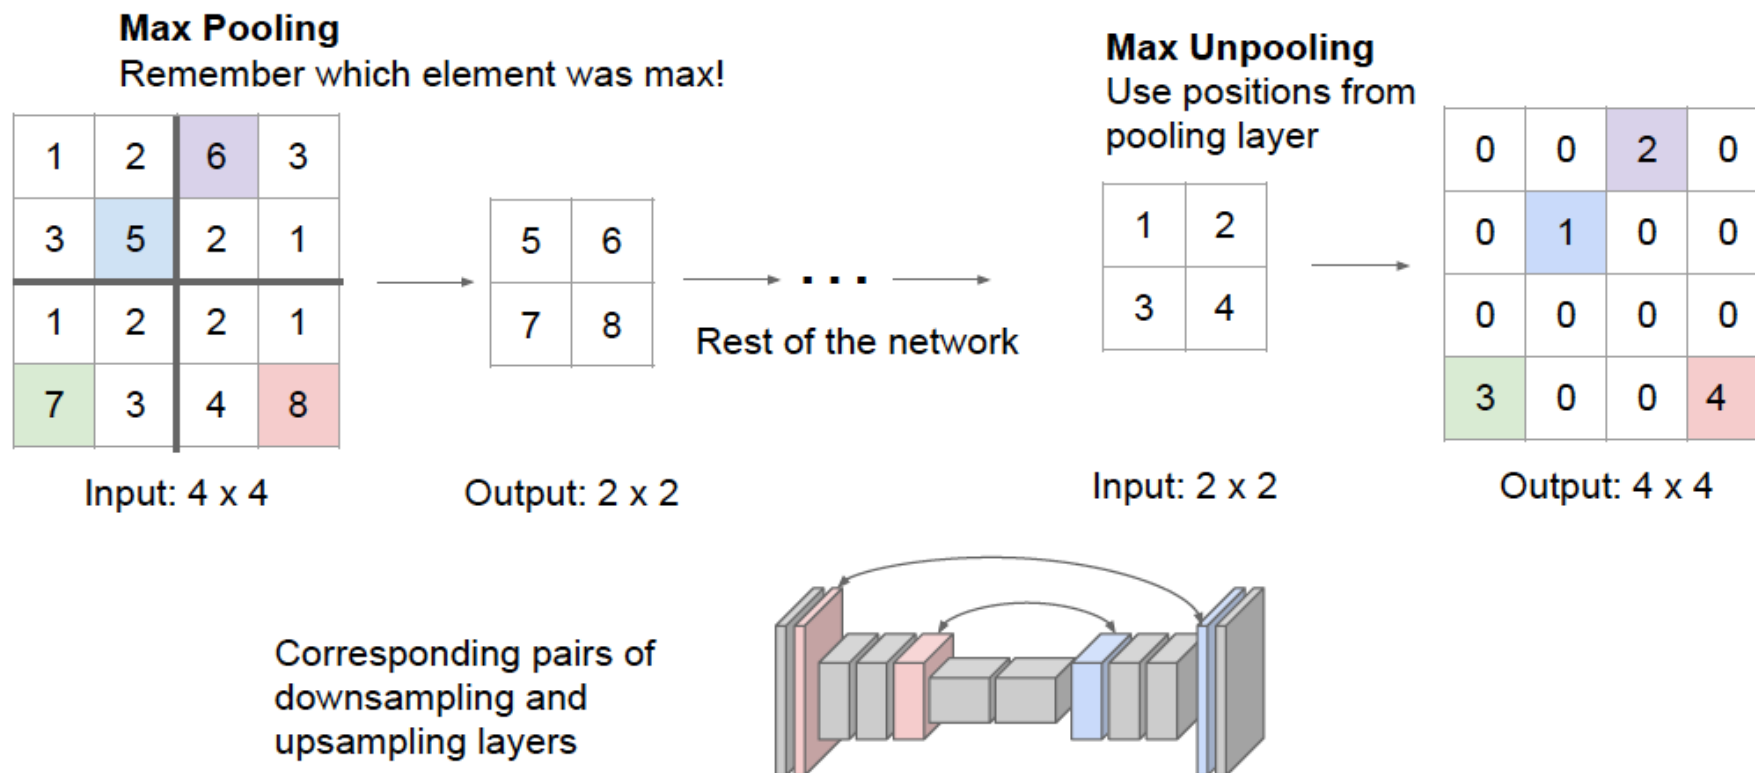 Max Pooling
Remember which element was max!
1 2 6 3
3 5 2 1
1 2 2 1
7 3 4 8
Input: 4 x 4
5 6
7 8
Output: 2 x 2
. . .
Rest of the network
Max Unpooling
Use positions from
pooling layer
1 2
3 4
Input: 2 x 2
0 0 2 0
0 1 0 0
0 0 0 0
3 0 0 4
Output: 4 x 4
Corresponding pairs of
downsampling and
upsampling layers